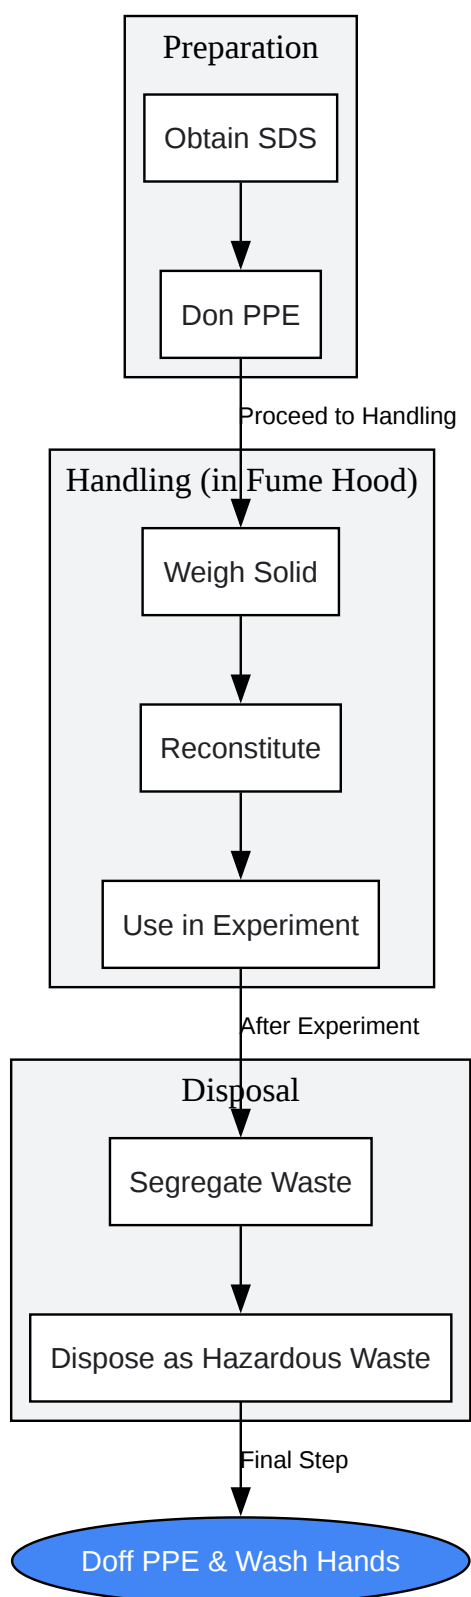 Preparation
Obtain SDS
Don PPE
Proceed to Handling
Handling (in Fume Hood)
Weigh Solid
Reconstitute
Use in Experiment
After Experiment
Disposal
Segregate Waste
Dispose as Hazardous Waste
Final Step
Doff PPE & Wash Hands